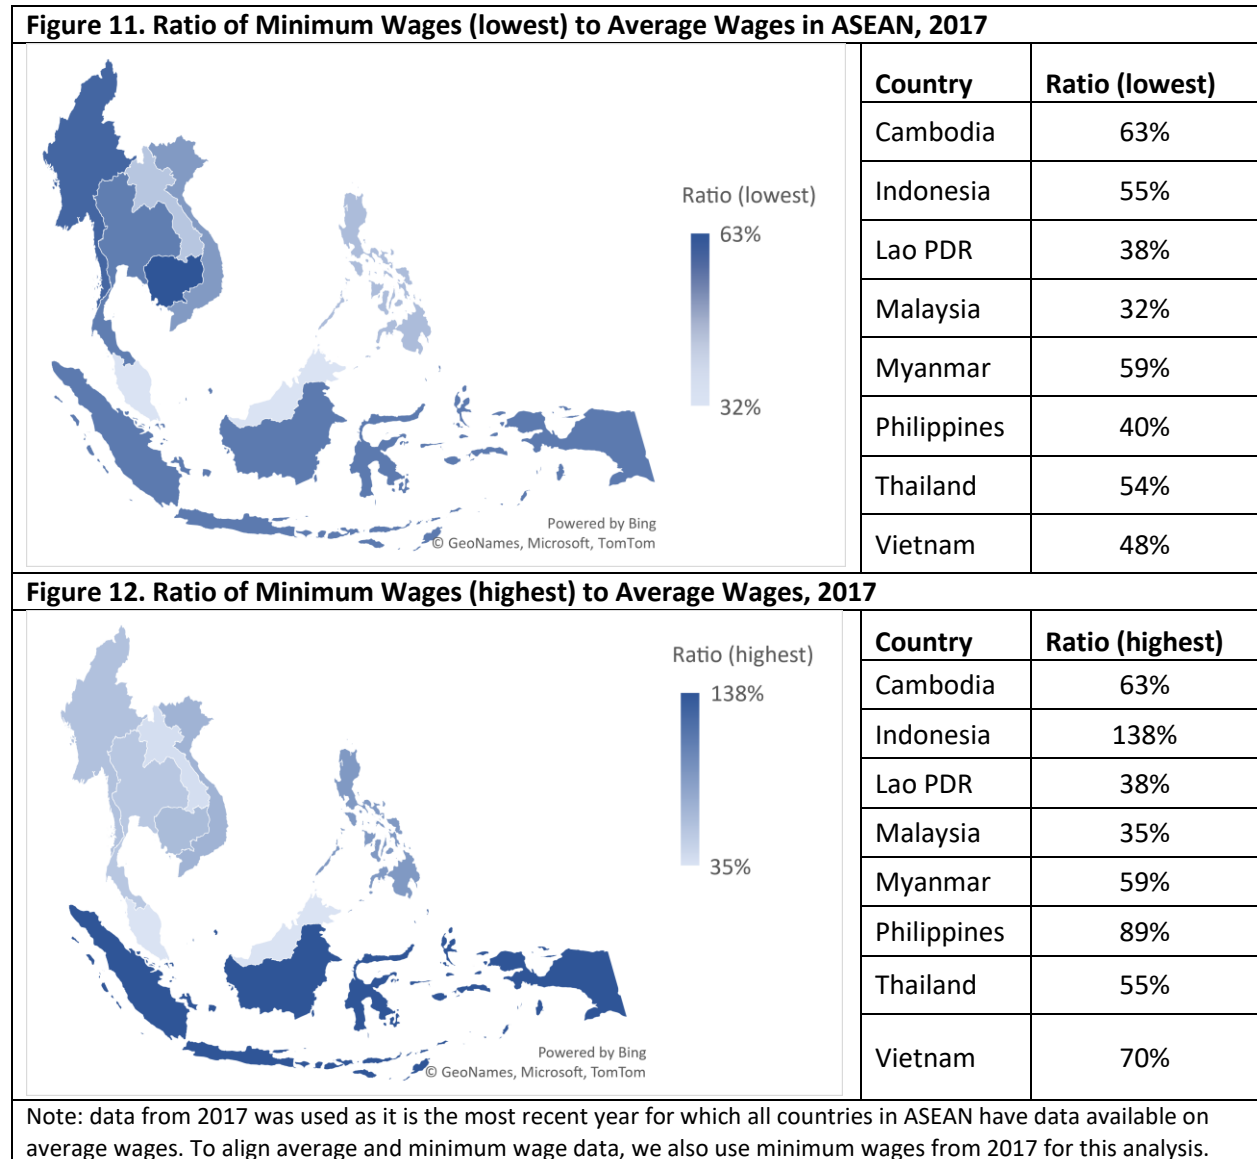 Figure 11. Ratio of Minimum Wages (lowest) to Average Wages in ASEAN, 2017
Ratio (lowest)
63%
32%
Powered by Bing
© GeoNames, Microsoft, TomTom
Country Ratio (lowest)
Cambodia 63%
Indonesia 55%
Lao PDR 38%
Malaysia 32%
Myanmar 59%
Philippines 40%
Thailand 54%
Vietnam 48%
Figure 12. Ratio of Minimum Wages (highest) to Average Wages, 2017
Ratio (highest)
138%
35%
Powered by Bing
© GeoNames, Microsoft, TomTom
Country Ratio (highest)
Cambodia 63%
Indonesia 138%
Lao PDR 38%
Malaysia 35%
Myanmar 59%
Philippines 89%
Thailand 55%
Vietnam 70%
Note: data from 2017 was used as it is the most recent year for which all countries in ASEAN have data available on
average wages. To align average and minimum wage data, we also use minimum wages from 2017 for this analysis.